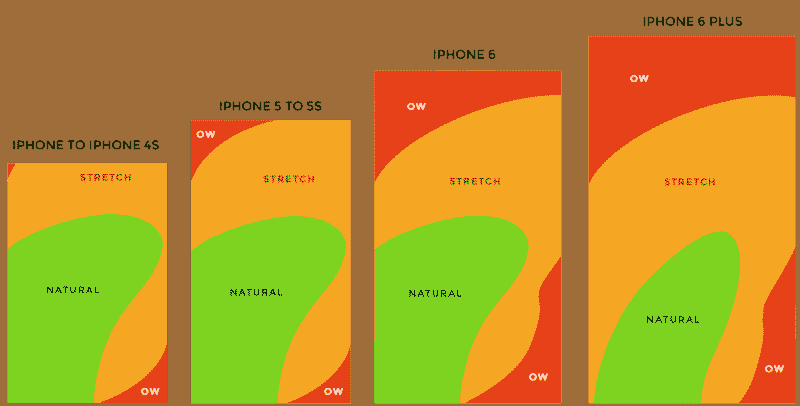 IPHONE TO IPHONE 4S
STRETCH
NATURAL
OW
IPHONE 5 TO 5S
OW
STRETCH
NATURAL
OW
IPHONE 6
OW
STRETCH
NATURAL
OW
IPHONE 6 PLUS
OW
STRETCH
NATURAL
OW